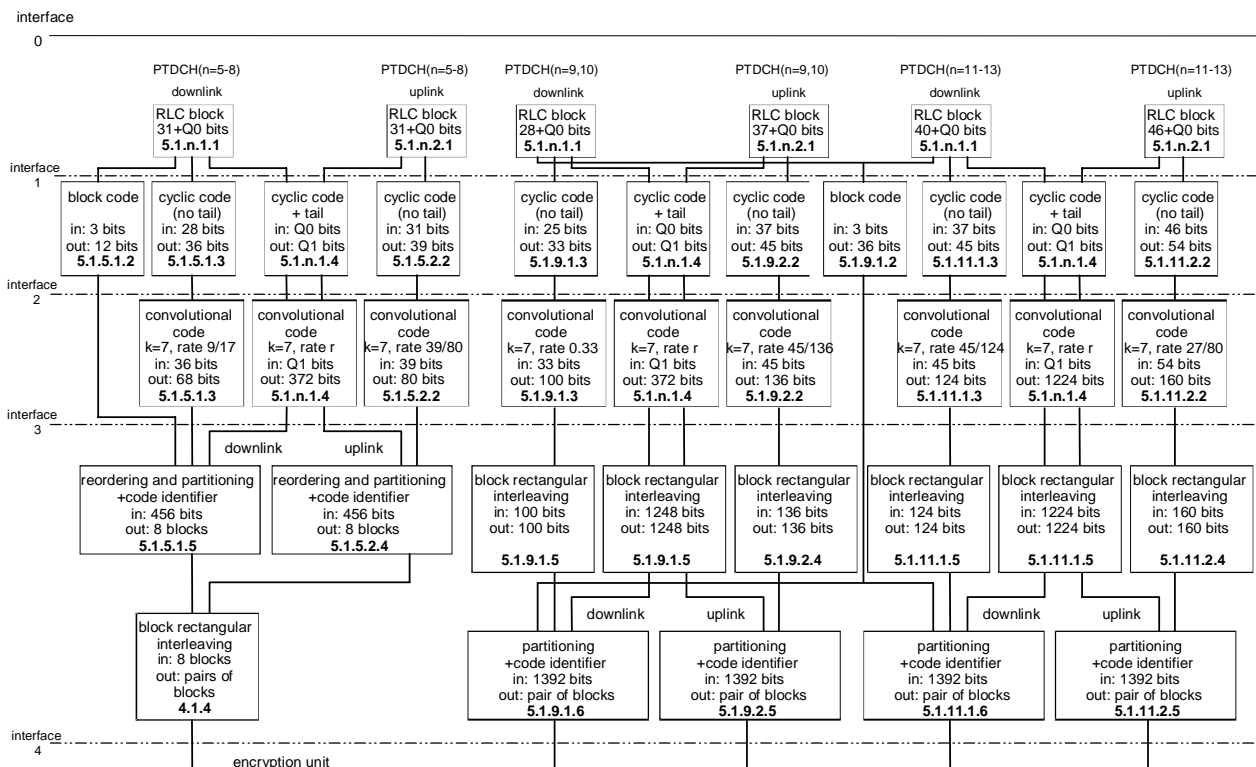 interface
0
PTDCH(n=5-8)
downlink
RLC block
31+Q0 bits
5.1.n.1.1
PTDCH(n=5-8)
uplink
RLC block
31+Q0 bits
5.1.n.2.1
PTDCH(n=9,10)
downlink
RLC block
28+Q0 bits
5.1.n.1.1
PTDCH(n=9,10)
uplink
RLC block
37+Q0 bits
5.1.n.2.1
PTDCH(n=11-13)
downlink
RLC block
40+Q0 bits
5.1.n.1.1
PTDCH(n=11-13)
uplink
RLC block
46+Q0 bits
5.1.n.2.1
interface
1
block code
in: 3 bits
out: 12 bits
5.1.5.1.2
cyclic code
(no tail)
in: 28 bits
out: 36 bits
5.1.5.1.3
cyclic code
+ tail
in: Q0 bits
out: Q1 bits
5.1.n.1.4
cyclic code
(no tail)
in: 31 bits
out: 39 bits
5.1.5.2.2
cyclic code
(no tail)
in: 25 bits
out: 33 bits
5.1.9.1.3
cyclic code
+ tail
in: Q0 bits
out: Q1 bits
5.1.n.1.4
cyclic code
(no tail)
in: 37 bits
out: 45 bits
5.1.9.2.2
block code
in: 3 bits
out: 36 bits
5.1.9.1.2
cyclic code
(no tail)
in: 37 bits
out: 45 bits
5.1.11.1.3
cyclic code
+ tail
in: Q0 bits
out: Q1 bits
5.1.n.1.4
cyclic code
(no tail)
in: 46 bits
out: 54 bits
5.1.11.2.2
interface
2
convolutional
code
k=7, rate 9/17
in: 36 bits
out: 68 bits
5.1.5.1.3
convolutional
code
k=7, rate r
in: Q1 bits
out: 372 bits
5.1.n.1.4
convolutional
code
k=7, rate 39/80
in: 39 bits
out: 80 bits
5.1.5.2.2
convolutional
code
k=7, rate 0.33
in: 33 bits
out: 100 bits
5.1.9.1.3
convolutional
code
k=7, rate r
in: Q1 bits
out: 372 bits
5.1.n.1.4
convolutional
code
k=7, rate 45/136
in: 45 bits
out: 136 bits
5.1.9.2.2
convolutional
code
k=7, rate 45/124
in: 45 bits
out: 124 bits
5.1.11.1.3
convolutional
code
k=7, rate r
in: Q1 bits
out: 1224 bits
5.1.n.1.4
convolutional
code
k=7, rate 27/80
in: 54 bits
out: 160 bits
5.1.11.2.2
interface
3
downlink
uplink
reordering and partitioning
+code identifier
in: 456 bits
out: 8 blocks
5.1.5.1.5
reordering and partitioning
+code identifier
in: 456 bits
out: 8 blocks
5.1.5.2.4
block rectangular
interleaving
in: 100 bits
out: 100 bits
5.1.9.1.5
block rectangular
interleaving
in: 1248 bits
out: 1248 bits
5.1.9.1.5
block rectangular
interleaving
in: 136 bits
out: 136 bits
5.1.9.2.4
block rectangular
interleaving
in: 124 bits
out: 124 bits
5.1.11.1.5
block rectangular
interleaving
in: 1224 bits
out: 1224 bits
5.1.11.1.5
block rectangular
interleaving
in: 160 bits
out: 160 bits
5.1.11.2.4
downlink
uplink
downlink
uplink
block rectangular
interleaving
in: 8 blocks
out: pairs of
blocks
4.1.4
partitioning
+code identifier
in: 1392 bits
out: pair of blocks
5.1.9.1.6
partitioning
+code identifier
in: 1392 bits
out: pair of blocks
5.1.9.2.5
partitioning
+code identifier
in: 1392 bits
out: pair of blocks
5.1.11.1.6
partitioning
+code identifier
in: 1392 bits
out: pair of blocks
5.1.11.2.5
interface
4
encryption unit